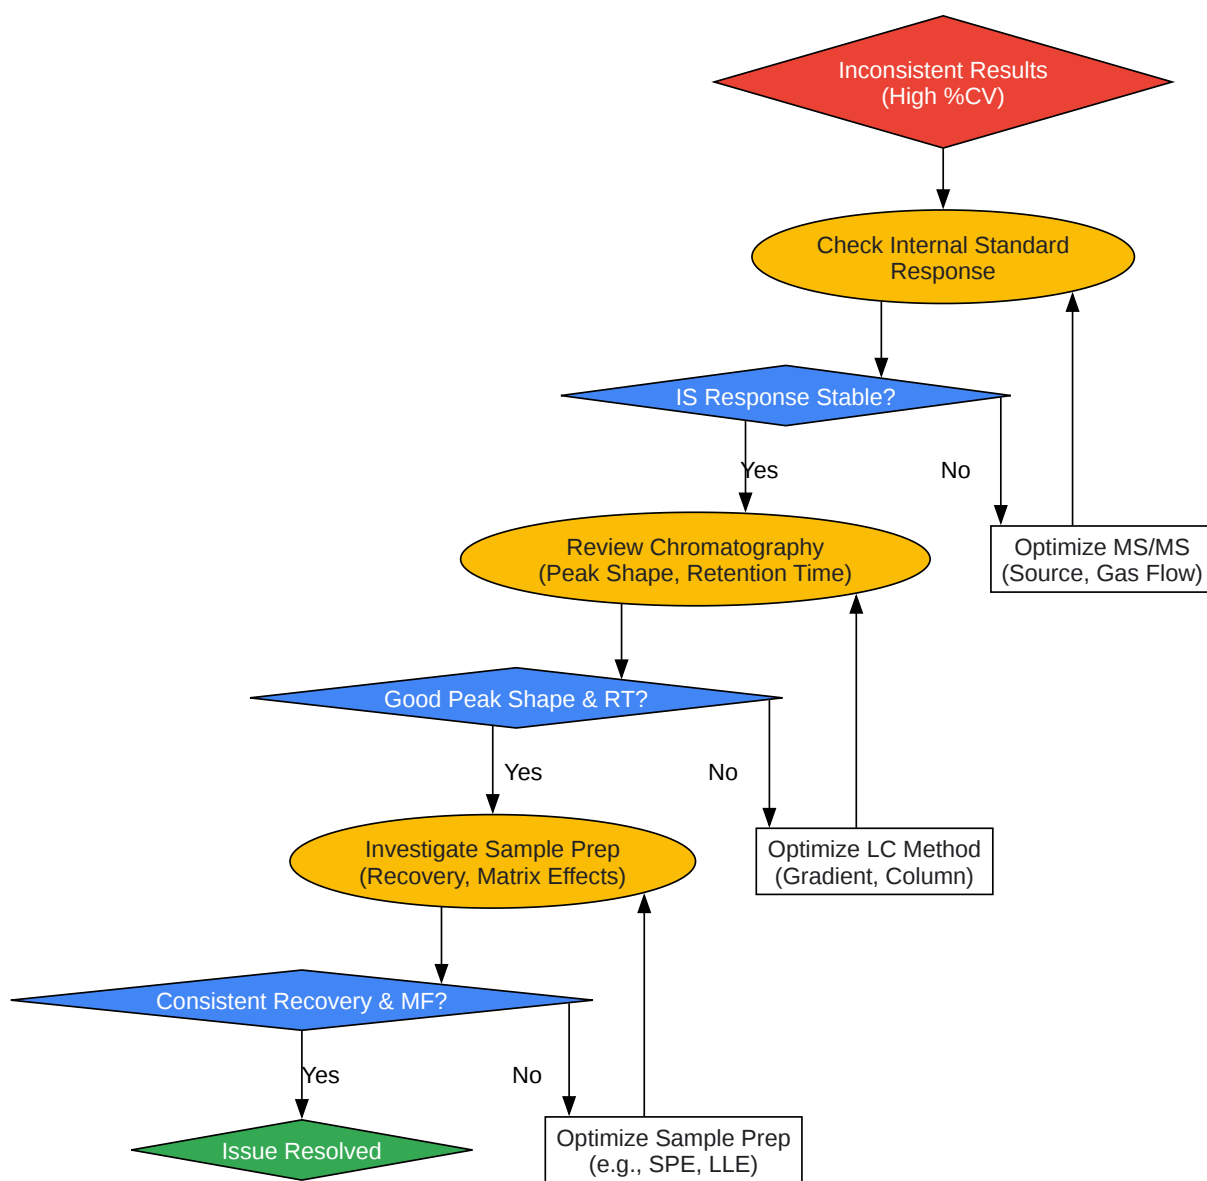 Inconsistent Results
(High %CV)
Check Internal Standard
Response
IS Response Stable?
Yes
No
Optimize MS/MS
(Source, Gas Flow)
Review Chromatography
(Peak Shape, Retention Time)
Good Peak Shape & RT?
Yes
No
Optimize LC Method
(Gradient, Column)
Investigate Sample Prep
(Recovery, Matrix Effects)
Consistent Recovery & MF?
Yes
No
Issue Resolved
Optimize Sample Prep
(e.g., SPE, LLE)